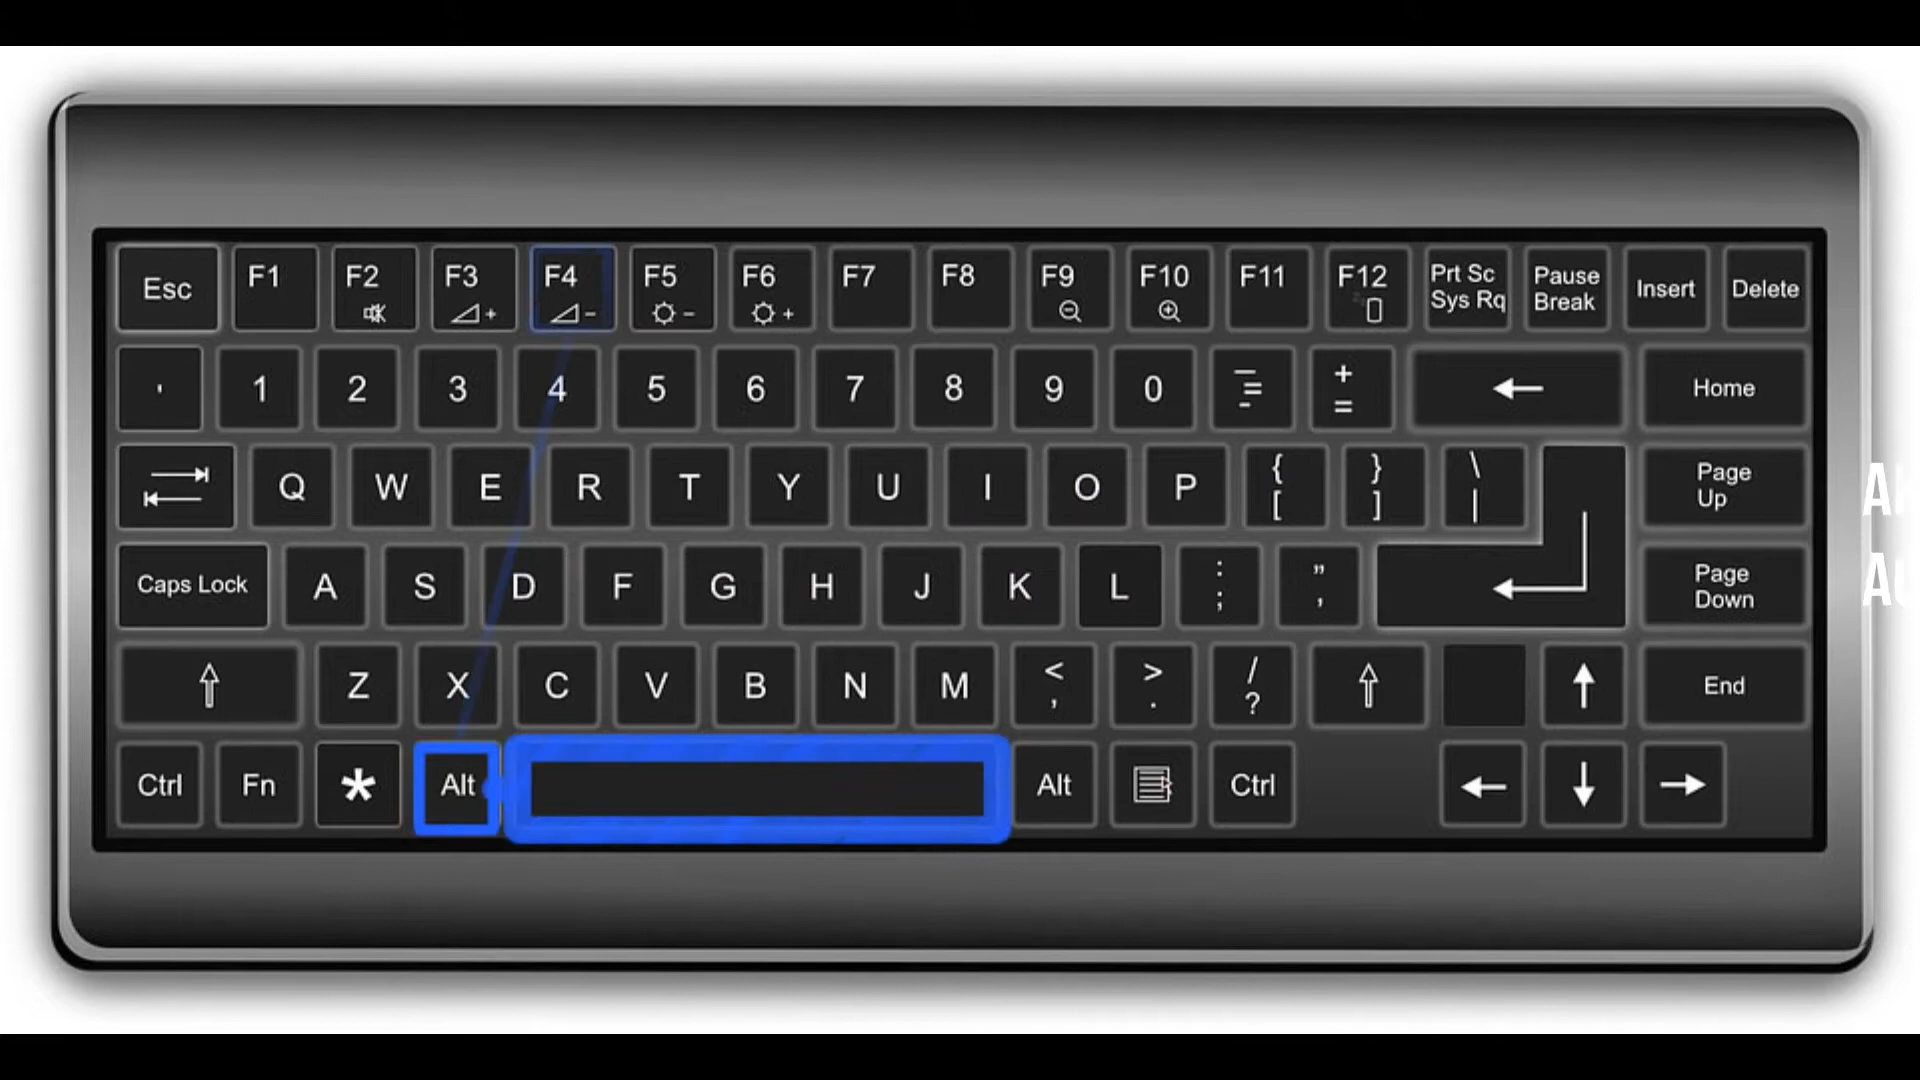 Esc F1 F2 F3 + F4 - F5 - F6 + F7 F8 F9 F10 F11 F12 Prt Sc Sys Rq Pause Break Insert Delete
' 1 2 3 4 5 6 7 8 9 0 - = + = ← Home
Q W E R T Y U I O P { [ } ] \ | Page Up
Caps Lock A S D F G H J K L : ; " , Page Down
Z X C V B N M < , > . / ? ↑ End
Ctrl Fn * Alt Alt Ctrl ← ↓ →